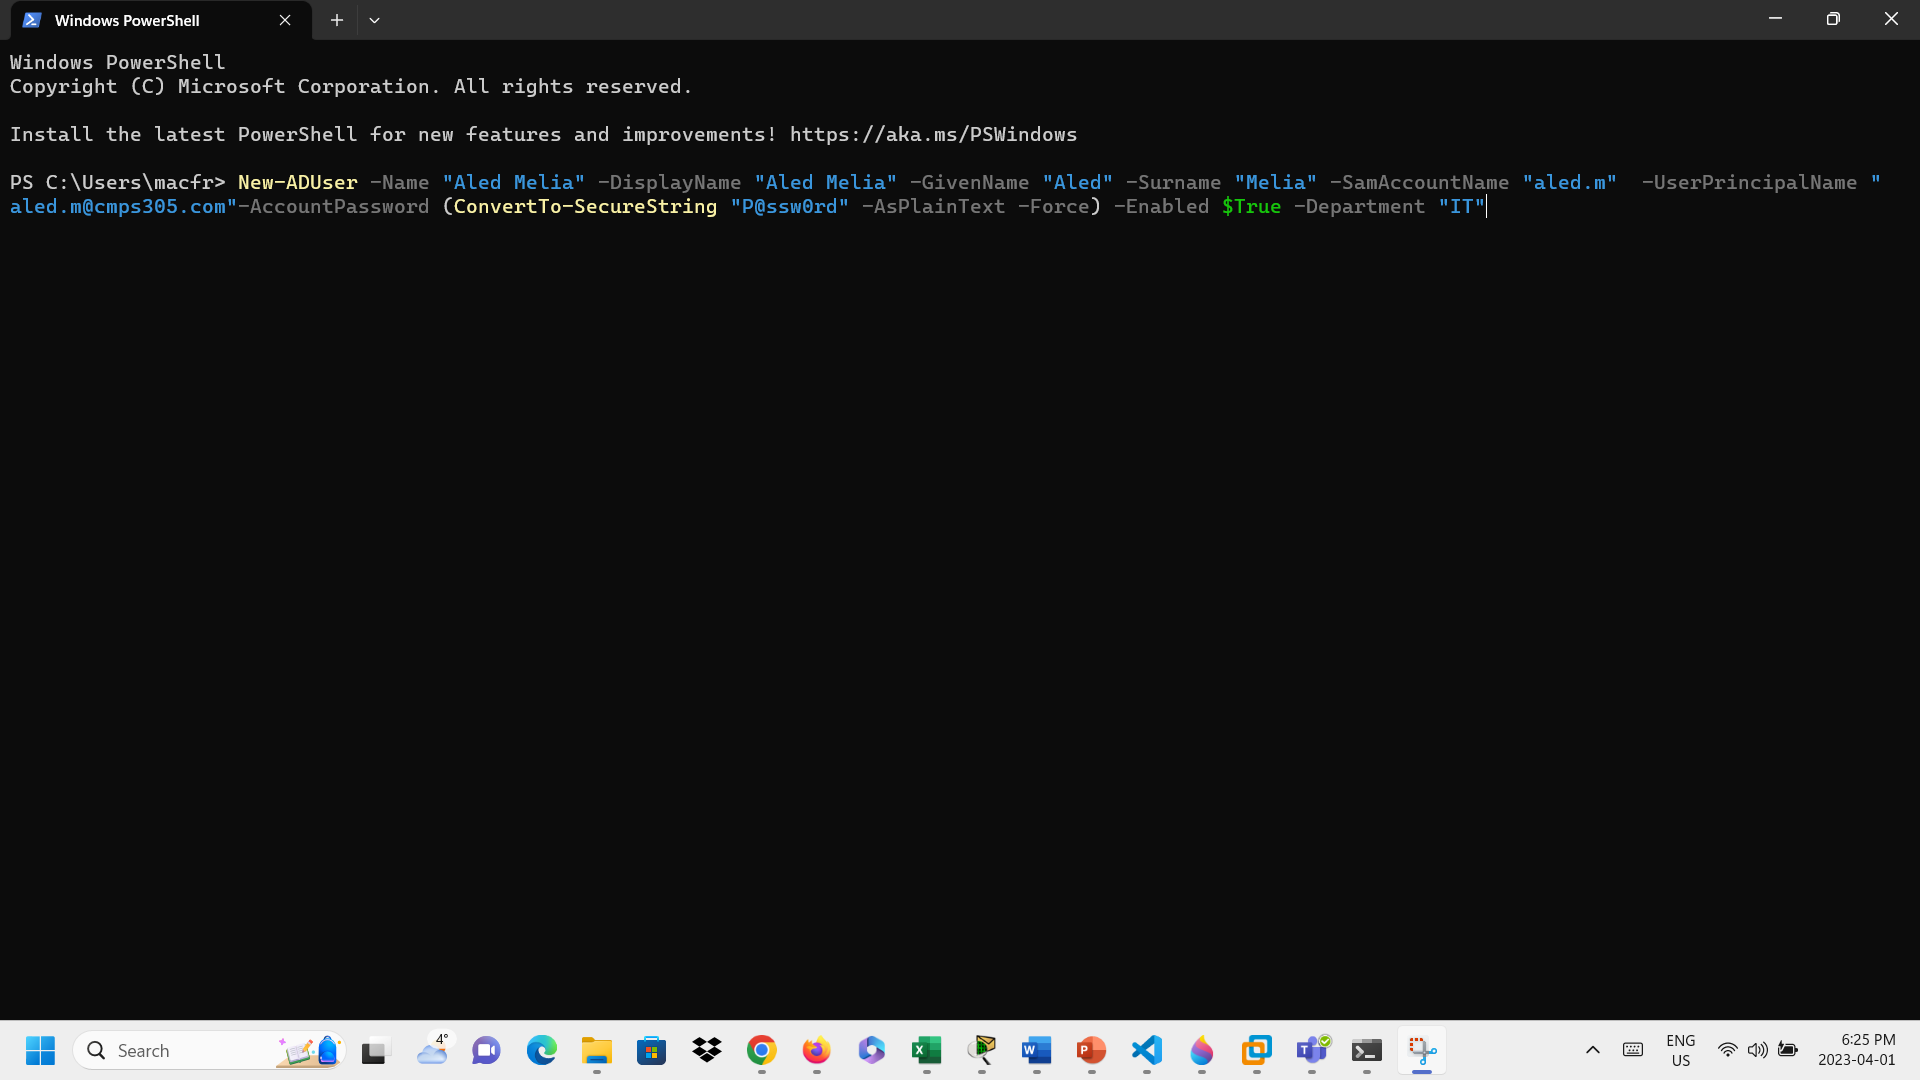 Windows PowerShell
Windows PowerShell
Copyright (C) Microsoft Corporation. All rights reserved.
Install the latest PowerShell for new features and improvements! https://aka.ms/PSWindows
PS C:\Users\macfr> New-ADUser -Name "Aled Melia" -DisplayName "Aled Melia" -GivenName "Aled" -Surname "Melia" -SamAccountName "aled.m"  -UserPrincipalName "
aled.m@cmps305.com"-AccountPassword (ConvertTo-SecureString "P@ssw0rd" -AsPlainText -Force) -Enabled $True -Department "IT"
Search
4°
ENG
US
6:25 PM
2023-04-01